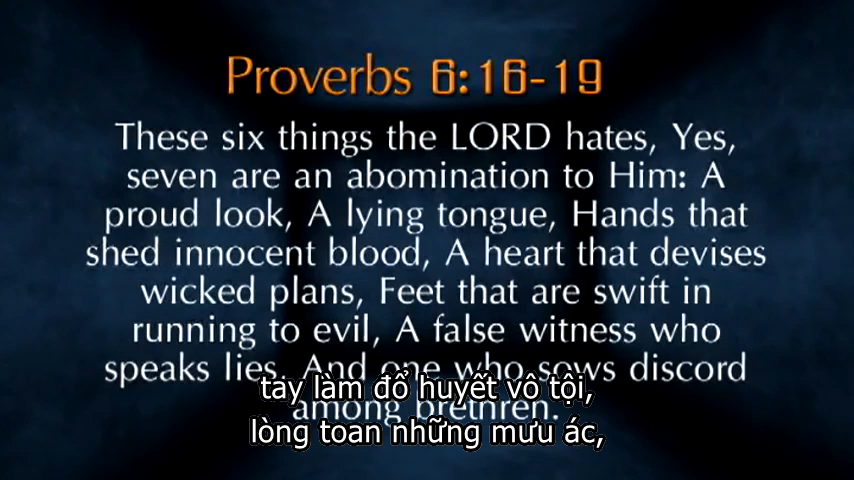 Proverbs 6:16-19
These six things the LORD hates, Yes,
seven are an abomination to Him: A
proud look, A lying tongue, Hands that
shed innocent blood, A heart that devises
wicked plans, Feet that are swift in
running to evil, A false witness who
speaks lies, And one who sows discord
among brethren.
tay làm đổ huyết vô tội,
lòng toan những mưu ác,